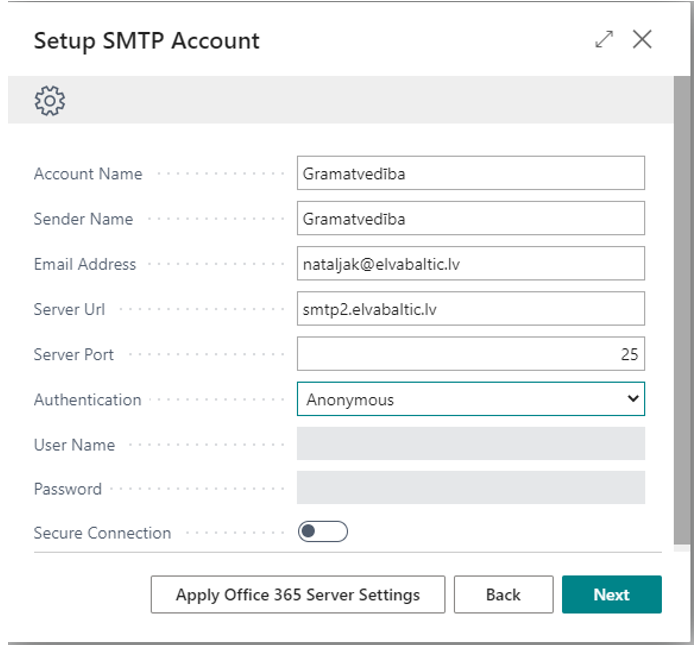 Setup SMTP Account
Account Name Gramatvedība
Sender Name Gramatvedība
Email Address nataljak@elvabaltic.lv
Server Url smtp2.elvabaltic.lv
Server Port 25
Authentication Anonymous
User Name
Password
Secure Connection
Apply Office 365 Server Settings Back Next